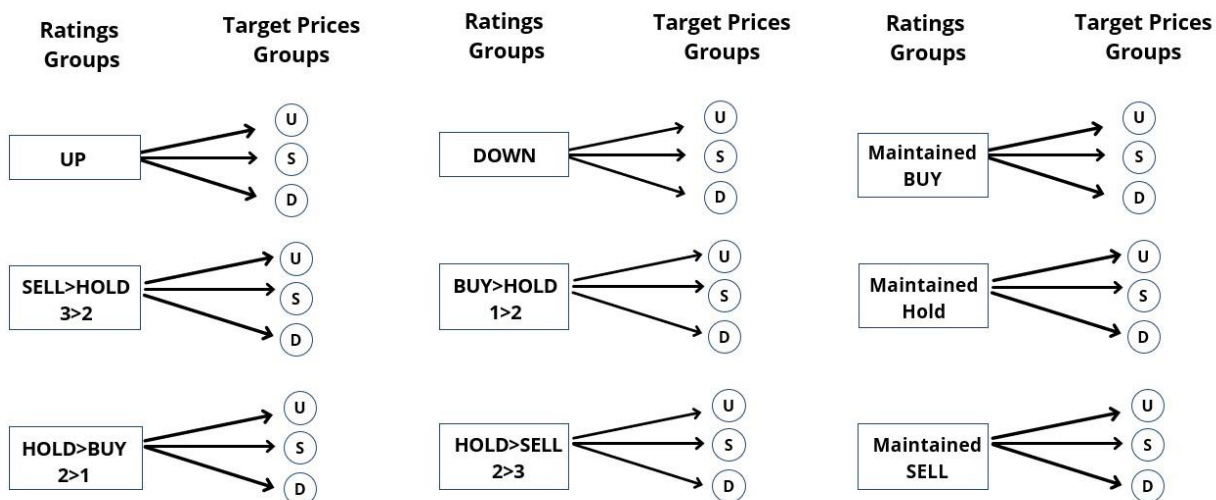 Ratings
Groups
Target Prices
Groups
UP
U
S
D
SELL>HOLD
3>2
U
S
D
HOLD>BUY
2>1
U
S
D
Ratings
Groups
Target Prices
Groups
DOWN
U
S
D
BUY>HOLD
1>2
U
S
D
HOLD>SELL
2>3
U
S
D
Ratings
Groups
Target Prices
Groups
Maintained
BUY
U
S
D
Maintained
Hold
U
S
D
Maintained
SELL
U
S
D